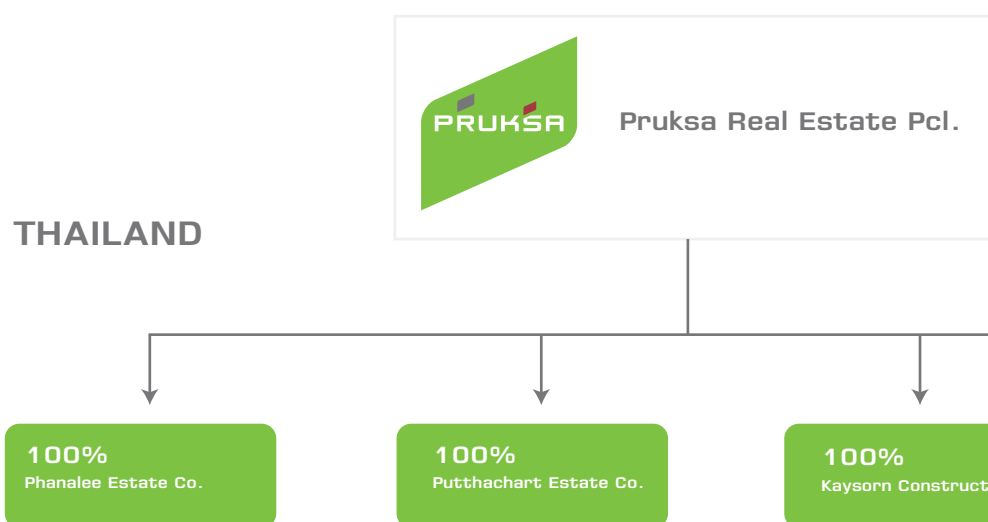 PRUKSA
Pruksa Real Estate Pcl.
THAILAND
100%
Phanalee Estate Co.
100%
Putthachart Estate Co.
100%
Kaysorn Construct